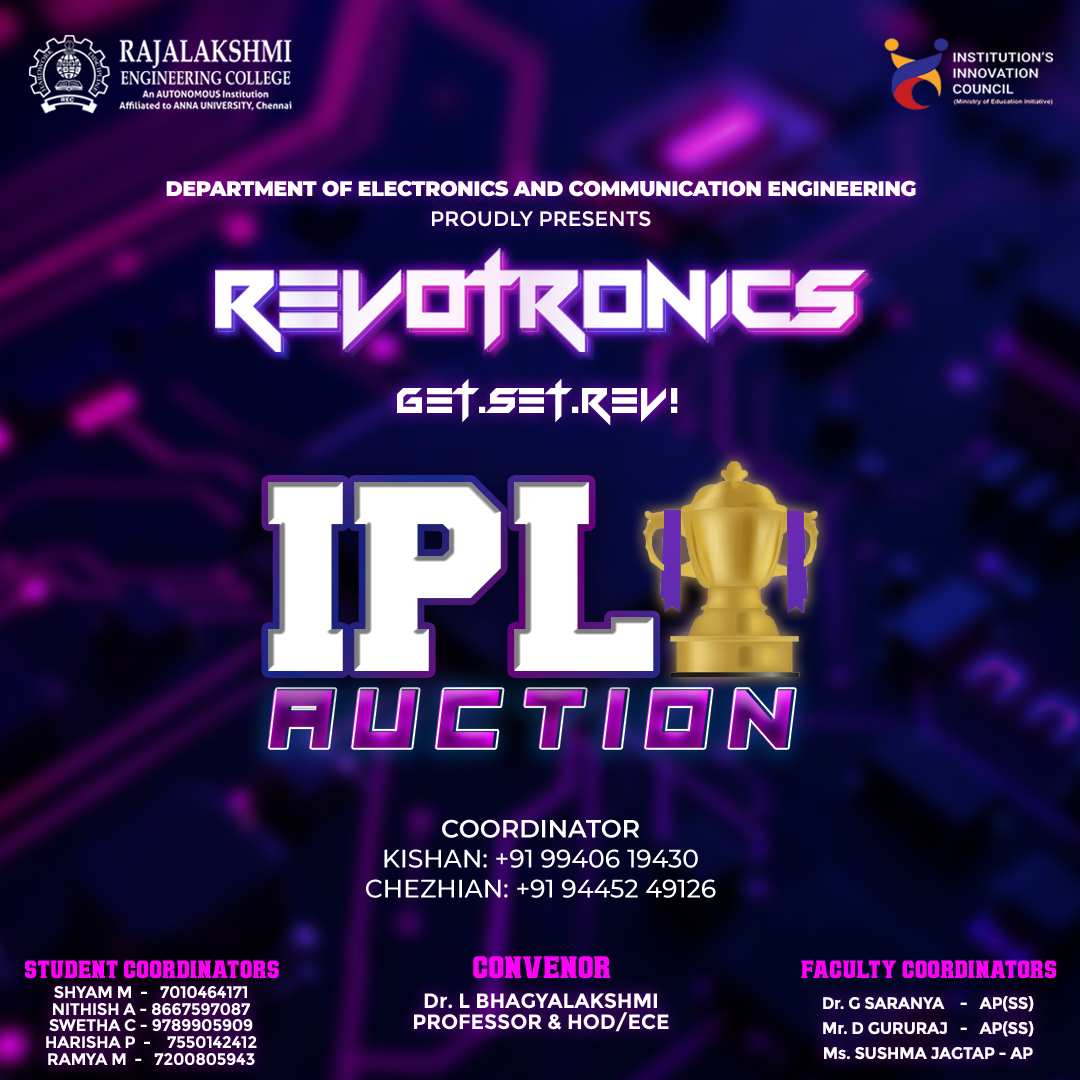 RAJALAKSHMI
ENGINEERING COLLEGE
An AUTONOMOUS Institution
Affiliated to ANNA UNIVERSITY, Chennai
REC
INSTITUTION'S
INNOVATION
COUNCIL
(Ministry of Education Initiative)
DEPARTMENT OF ELECTRONICS AND COMMUNICATION ENGINEERING
PROUDLY PRESENTS
REVOTRONICS
GET.SET.REV!
IPL
AUCTION
COORDINATOR
KISHAN: +91 99406 19430
CHEZHIAN: +91 94452 49126
STUDENT COORDINATORS
SHYAM M - 7010464171
NITHISH A - 8667597087
SWETHA C - 9789905909
HARISHA P - 7550142412
RAMYA M - 7200805943
CONVENOR
Dr. L BHAGYALAKSHMI
PROFESSOR & HOD/ECE
FACULTY COORDINATORS
Dr. G SARANYA - AP(SS)
Mr. D GURURAJ - AP(SS)
Ms. SUSHMA JAGTAP - AP